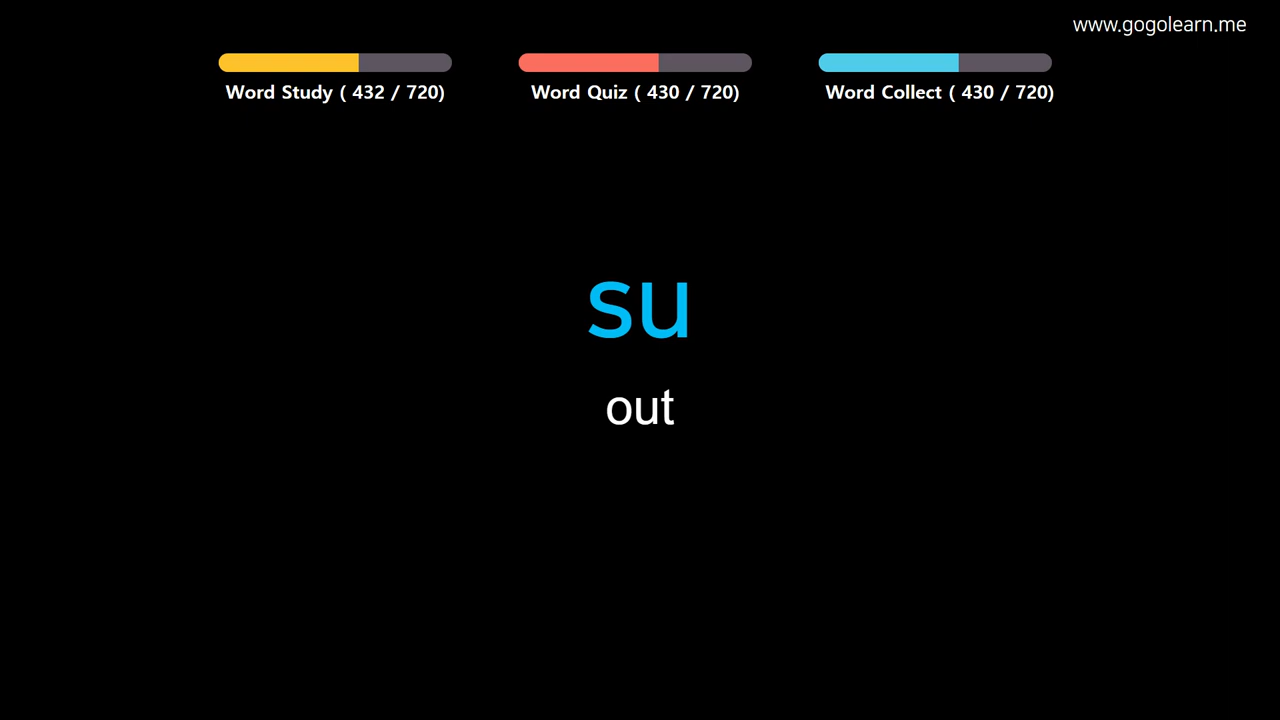 www.gogolearn.me
Word Study ( 432 / 720)
Word Quiz ( 430 / 720)
Word Collect ( 430 / 720)
su
out